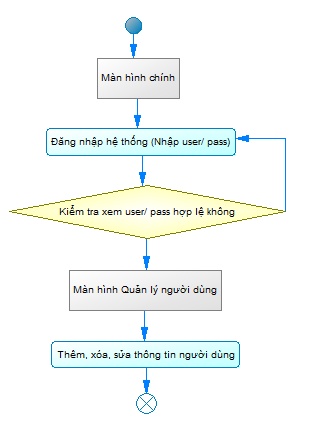 Màn hình chính
Đăng nhập hệ thống (Nhập user/ pass)
Kiểm tra xem user/ pass hợp lệ không
Màn hình Quản lý người dùng
Thêm, xóa, sửa thông tin người dùng